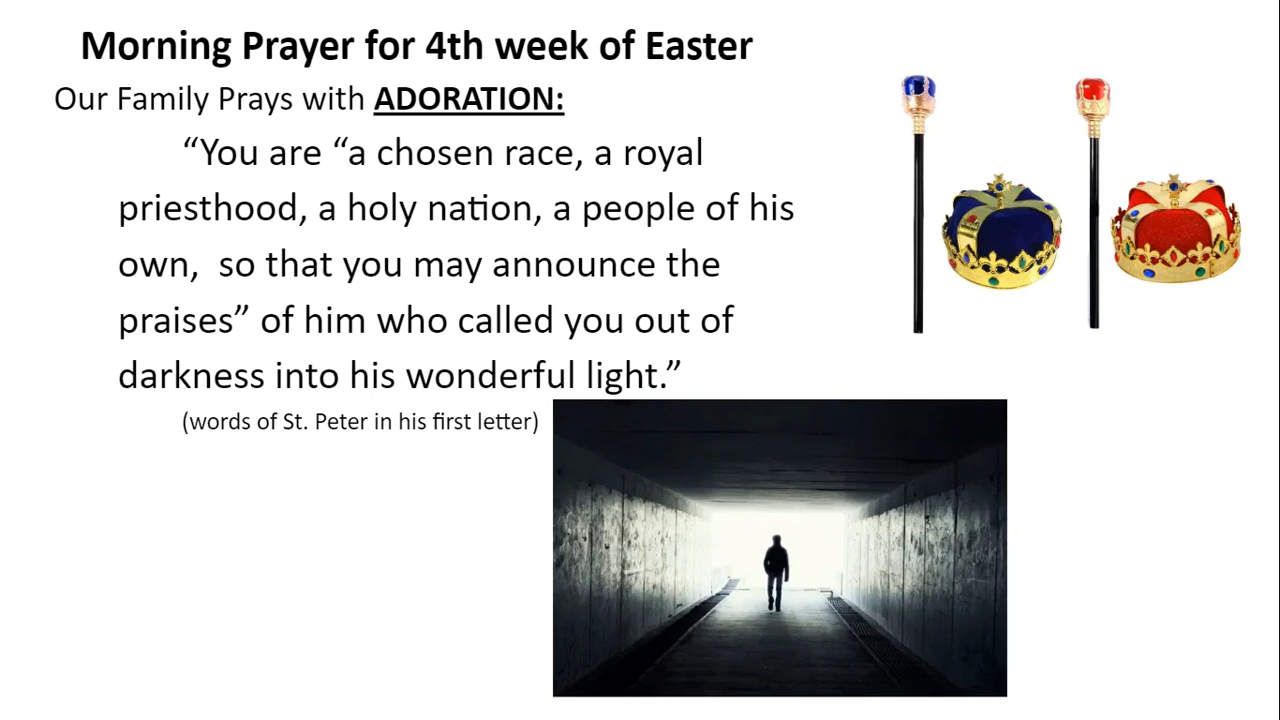 Morning Prayer for 4th week of Easter
Our Family Prays with ADORATION:
“You are “a chosen race, a royal
priesthood, a holy nation, a people of his
own,  so that you may announce the
praises” of him who called you out of
darkness into his wonderful light.”
(words of St. Peter in his first letter)